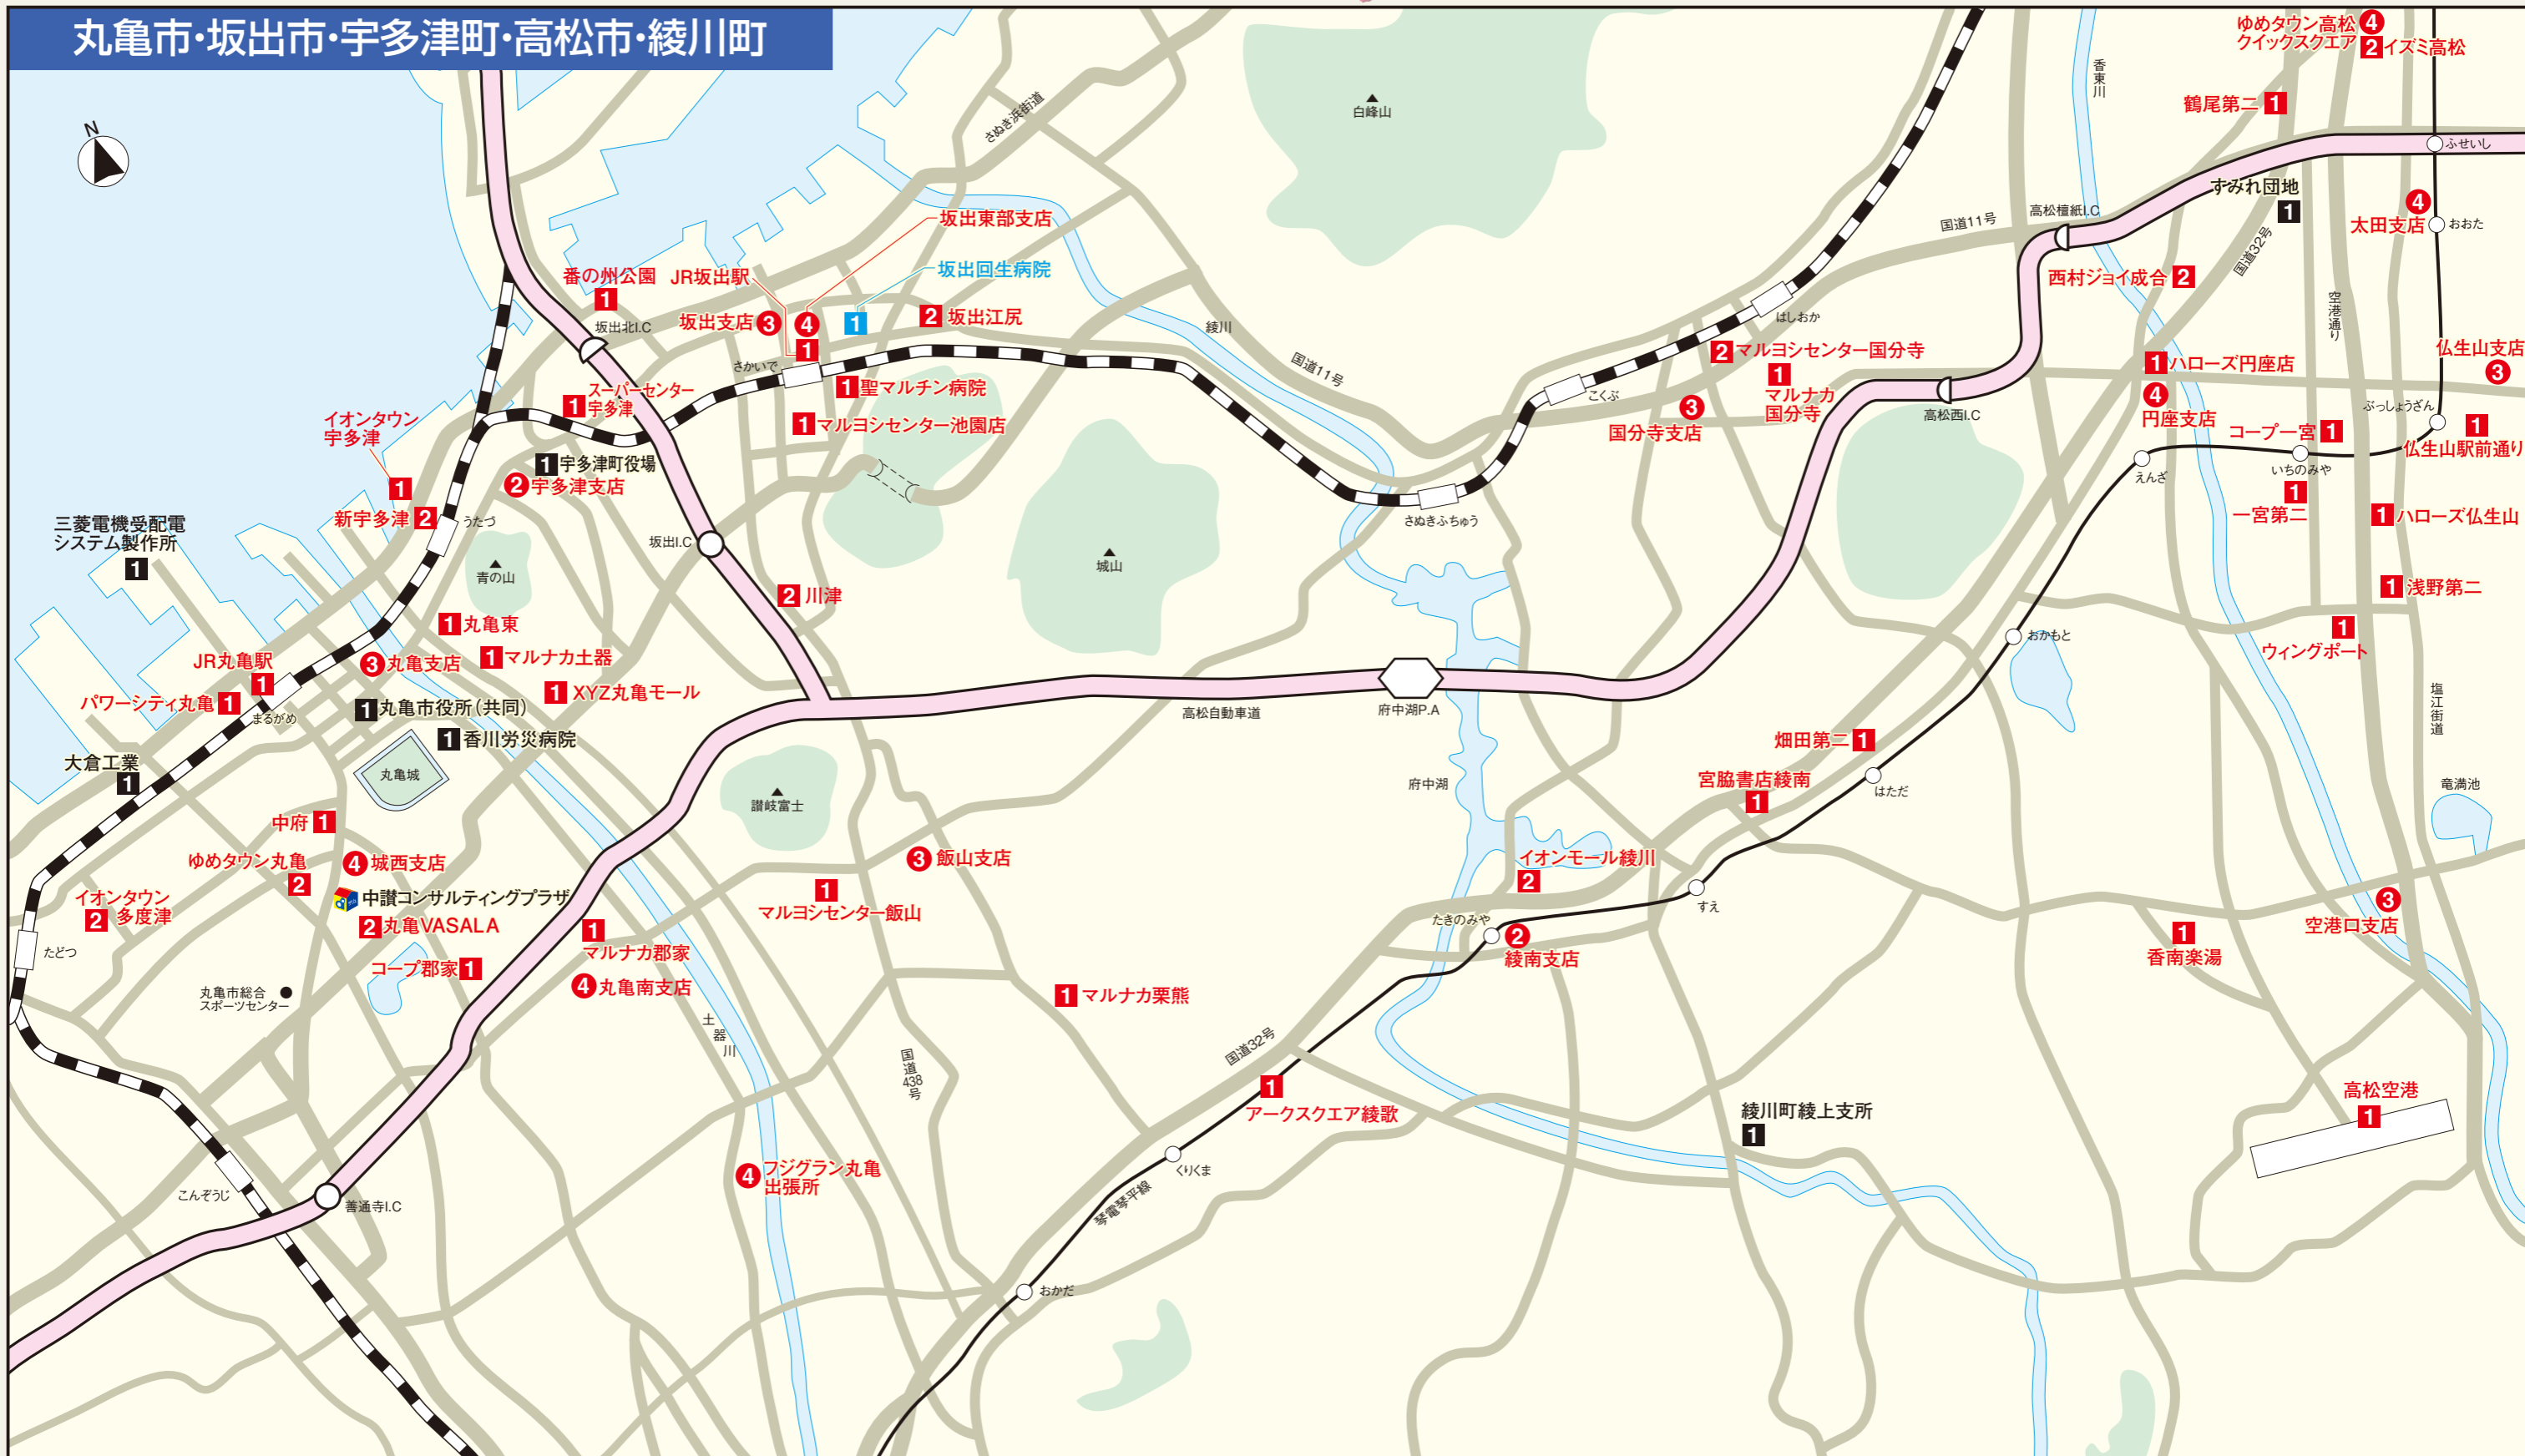 丸亀市・坂出市・宇多津町・高松市・綾川町
N
ゆめタウン高松 4
クイックスクエア
2 イズミ高松
香東川
さぬき浜街道
白峰山
鶴尾第二 1
ふせいし
すみれ団地
1
4
太田支店
おおた
坂出東部支店
坂出回生病院
国道11号
高松檀紙I.C
国道32号
番の州公園
1
JR坂出駅
坂出支店 3
4
1
1
2 坂出江尻
坂出北I.C
さかいで
綾川
国道11号
はしおか
西村ジョイ成合 2
空港通り
2 マルヨシセンター国分寺
1
マルナカ
国分寺
1 ハローズ円座店
4
円座支店
仏生山支店
3
スーパーセンター
1 宇多津
1 聖マルチン病院
1 マルヨシセンター池園店
こくぶ
3
国分寺支店
高松西I.C
ぶっしょうざん
1
仏生山駅前通り
コープ一宮 1
いちのみや
えんざ
イオンタウン
宇多津
1
1 宇多津町役場
2 宇多津支店
新宇多津 2
うたづ
三菱電機受配電
システム製作所
1
坂出I.C
さぬきふちゅう
1
一宮第二
1 ハローズ仏生山
青の山
城山
2 川津
1 浅野第二
1 丸亀東
1
ウィングポート
おかもと
JR丸亀駅
1
3 丸亀支店
1 マルナカ土器
パワーシティ丸亀 1
まるがめ
1 XYZ丸亀モール
1 丸亀市役所(共同)
高松自動車道
府中湖P.A
塩江街道
1 香川労災病院
畑田第二 1
大倉工業
1
丸亀城
讃岐富士
府中湖
宮脇書店綾南
1
はただ
竜満池
中府 1
ゆめタウン丸亀
2
4 城西支店
3 飯山支店
イオンモール綾川
2
イオンタウン
2 多度津
中讃コンサルティングプラザ
1
マルヨシセンター飯山
すえ
3
空港口支店
2 丸亀VASALA
1
マルナカ郡家
たきのみや
2
綾南支店
1
香南楽湯
たどつ
コープ郡家 1
丸亀市総合
スポーツセンター
4 丸亀南支店
1 マルナカ栗熊
土器川
国道438号
国道32号
1
アークスクエア綾歌
高松空港
1
綾川町綾上支所
1
4 フジグラン丸亀
出張所
くりくま
琴電琴平線
こんぞうじ
善通寺I.C
おかだ